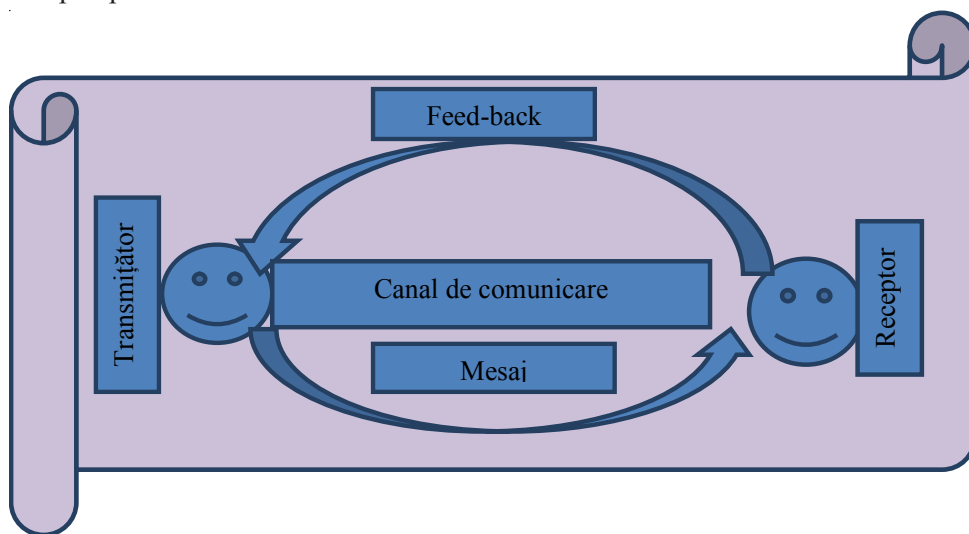 Feed-back
Transmițător
Canal de comunicare
Receptor
Mesaj